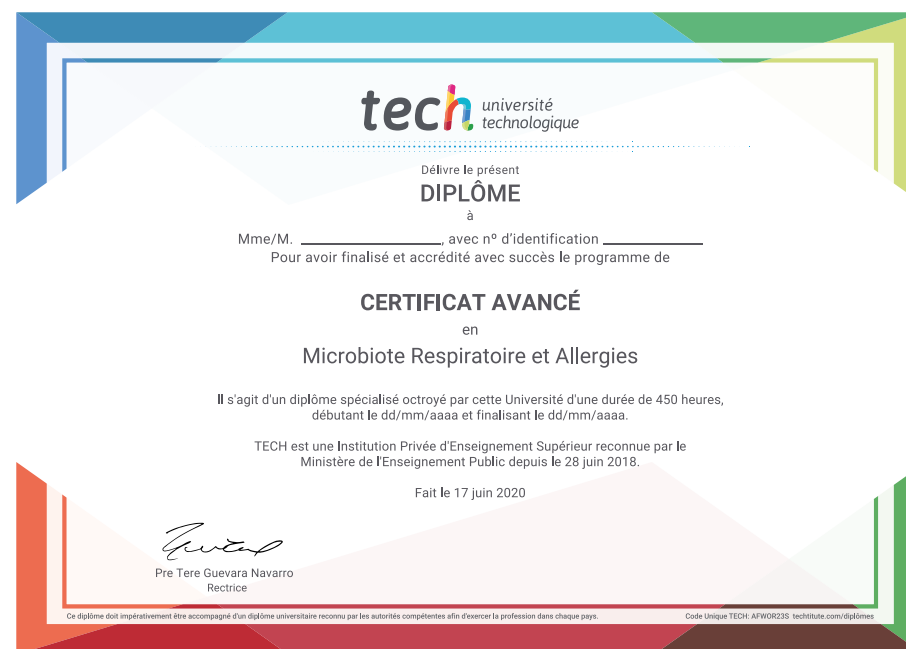 tech université
technologique
Délivre le présent
DIPLÔME
à
Mme/M. ____________________, avec nº d'identification ______________
Pour avoir finalisé et accrédité avec succès le programme de
CERTIFICAT AVANCÉ
en
Microbiote Respiratoire et Allergies
Il s'agit d'un diplôme spécialisé octroyé par cette Université d'une durée de 450 heures,
débutant le dd/mm/aaaa et finalisant le dd/mm/aaaa.
TECH est une Institution Privée d'Enseignement Supérieur reconnue par le
Ministère de l'Enseignement Public depuis le 28 juin 2018.
Fait le 17 juin 2020
Pre Tere Guevara Navarro
Rectrice
Ce diplôme doit impérativement être accompagné d'un diplôme universitaire reconnu par les autorités compétentes afin d'exercer la profession dans chaque pays.
Code Unique TECH: AFWOR23S techtitute.com/diplômes